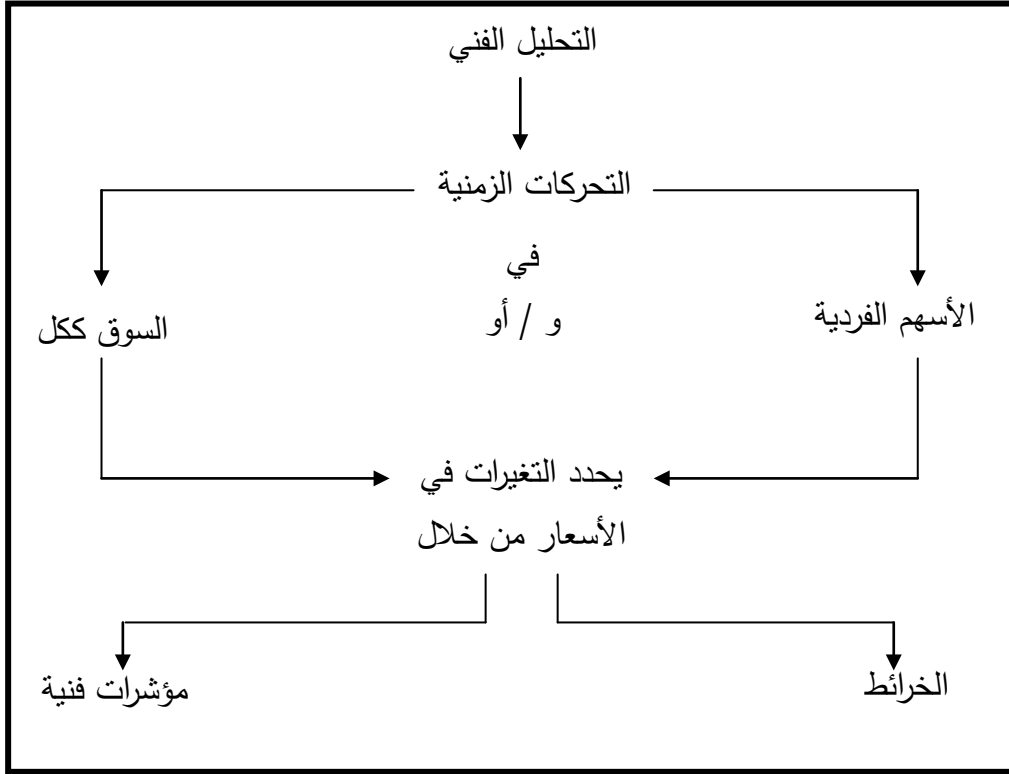 التحليل الفني
التحركات الزمنية
في
الأسهم الفردية
و / أو
السوق ككل
يحدد التغيرات في
الأسعار من خلال
الخرائط
مؤشرات فنية